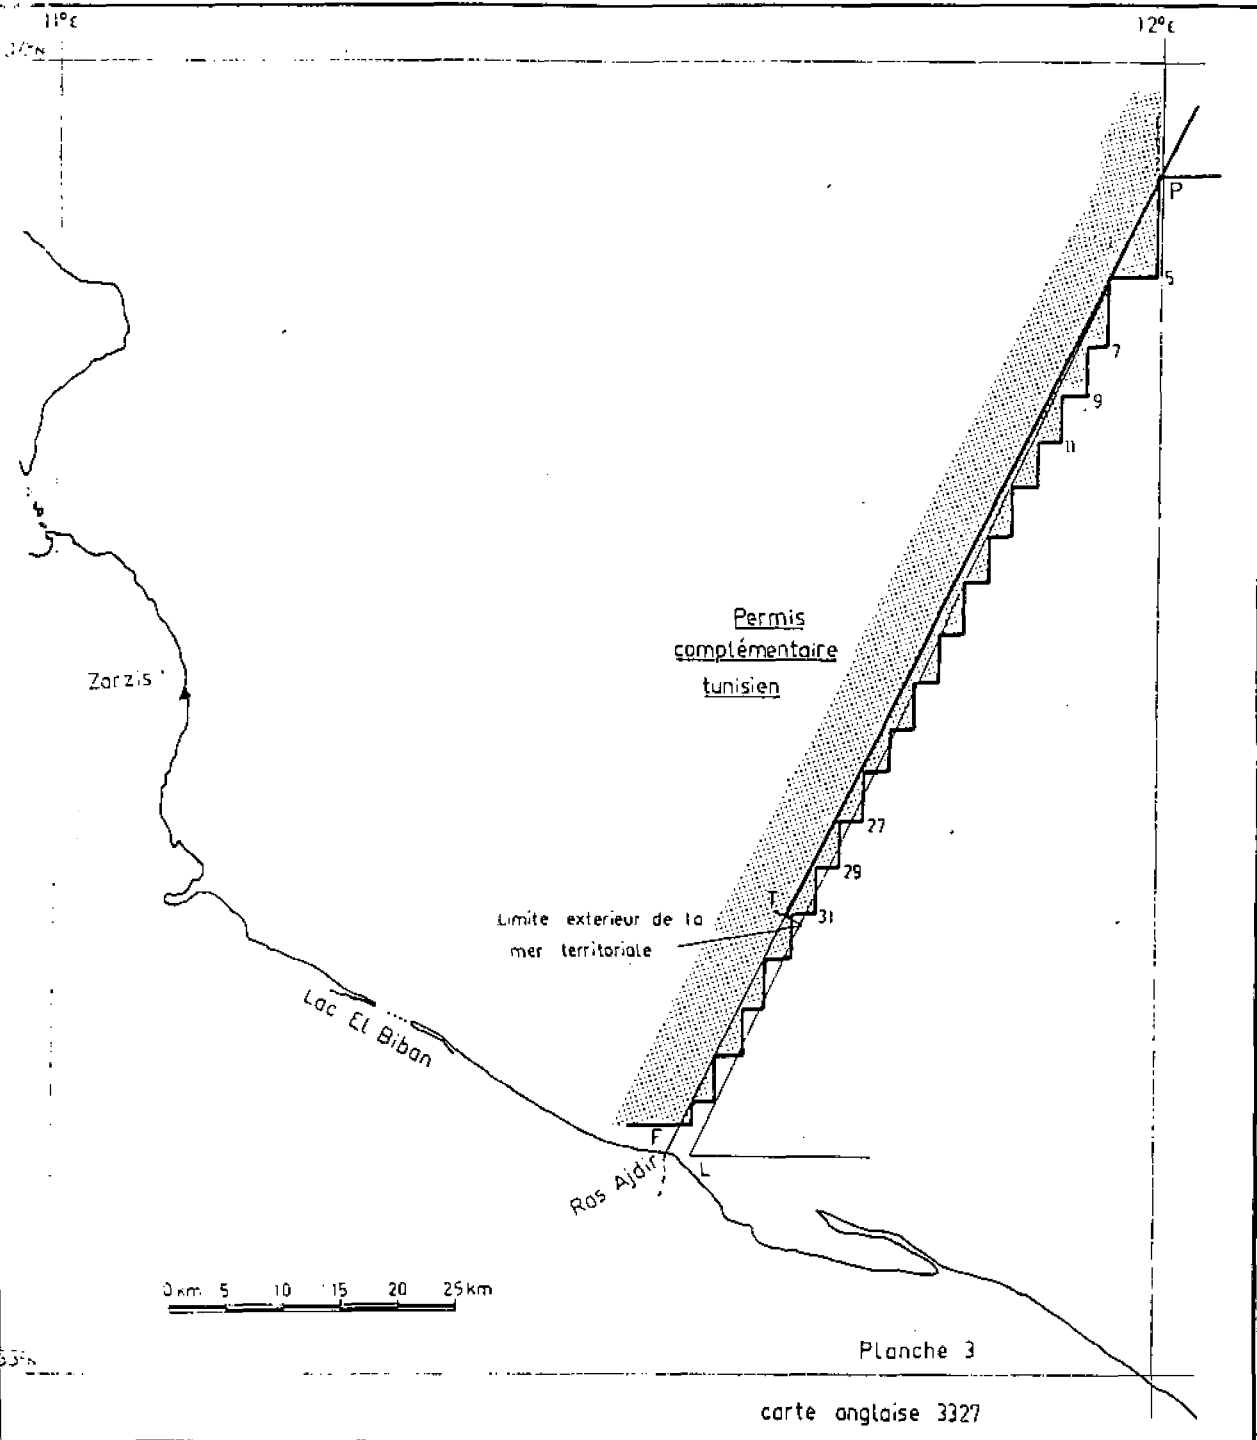 11°E
12°E
P
5
7
9
11
Permis
complémentaire
tunisien
Zarzis
27
29
T
31
Limite exterieur de la
mer territoriale
Lac El Biban
F
L
Ras Ajdir
0 km 5 10 15 20 25 km
Planche 3
carte anglaise 3327